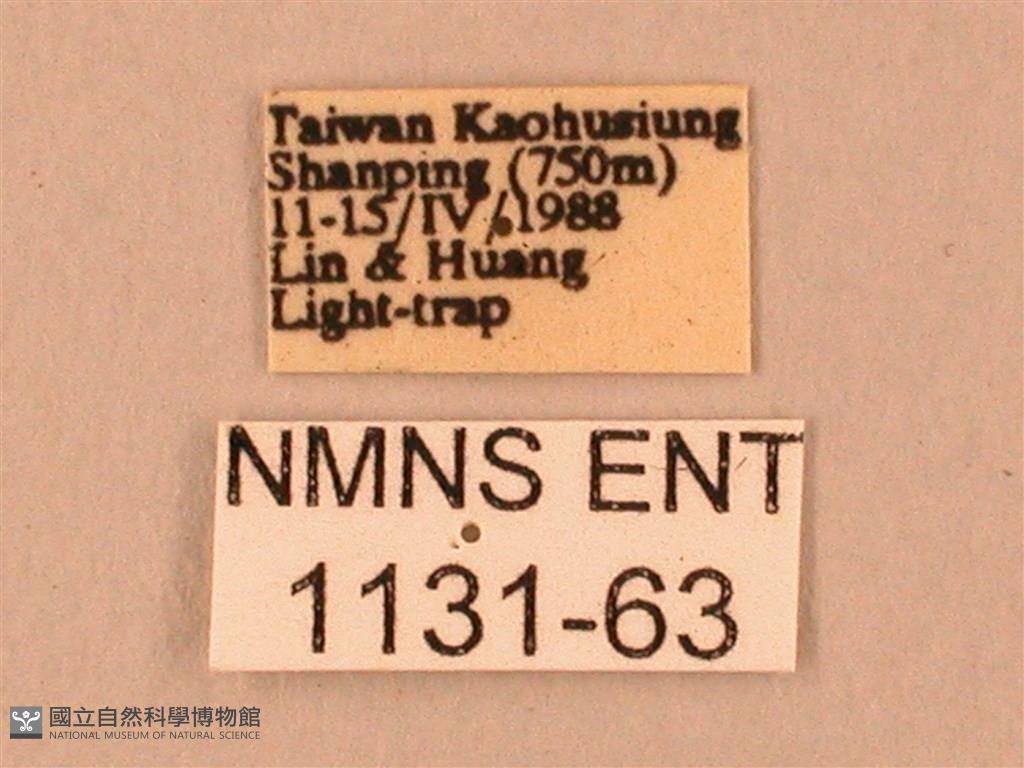 Taiwan Kaohusiung
Shanping (750m)
11-15/IV/1988
Lin & Huang
Light-trap
NMNS ENT
1131-63
國立自然科學博物館
NATIONAL MUSEUM OF NATURAL SCIENCE